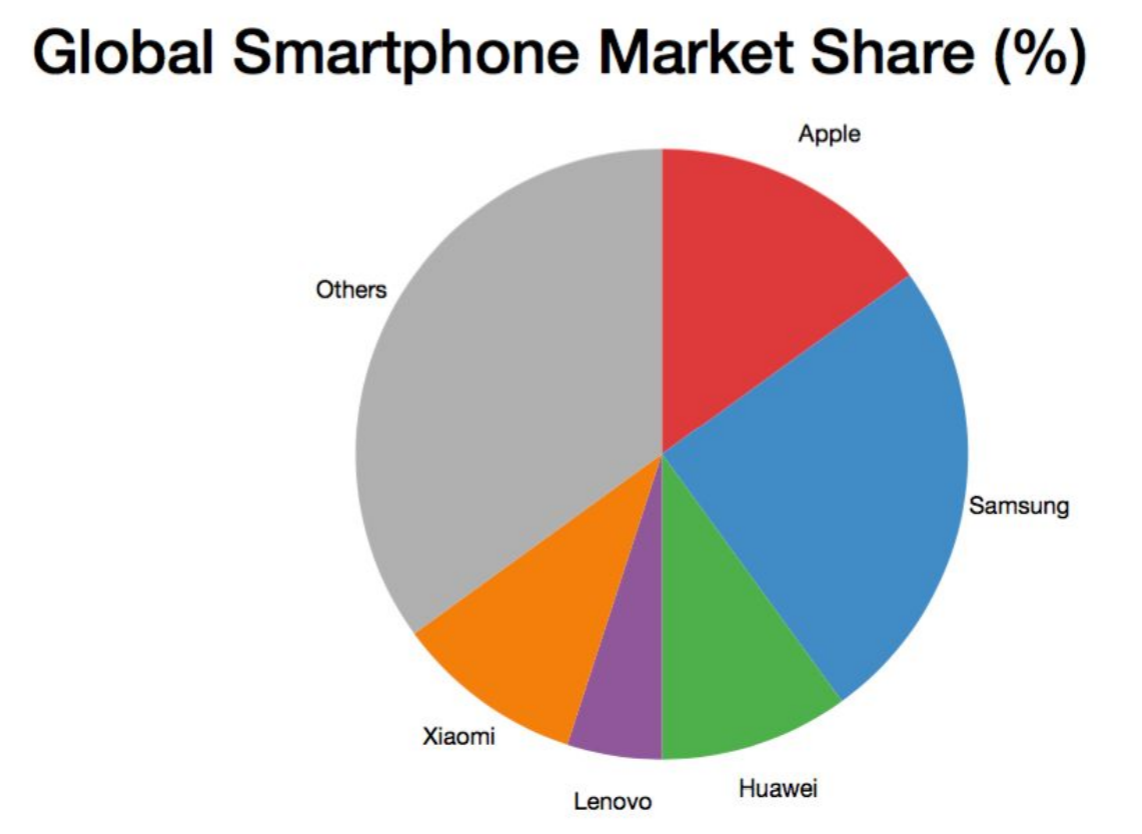 Global Smartphone Market Share (%)
Apple
Others
Samsung
Xiaomi
Huawei
Lenovo